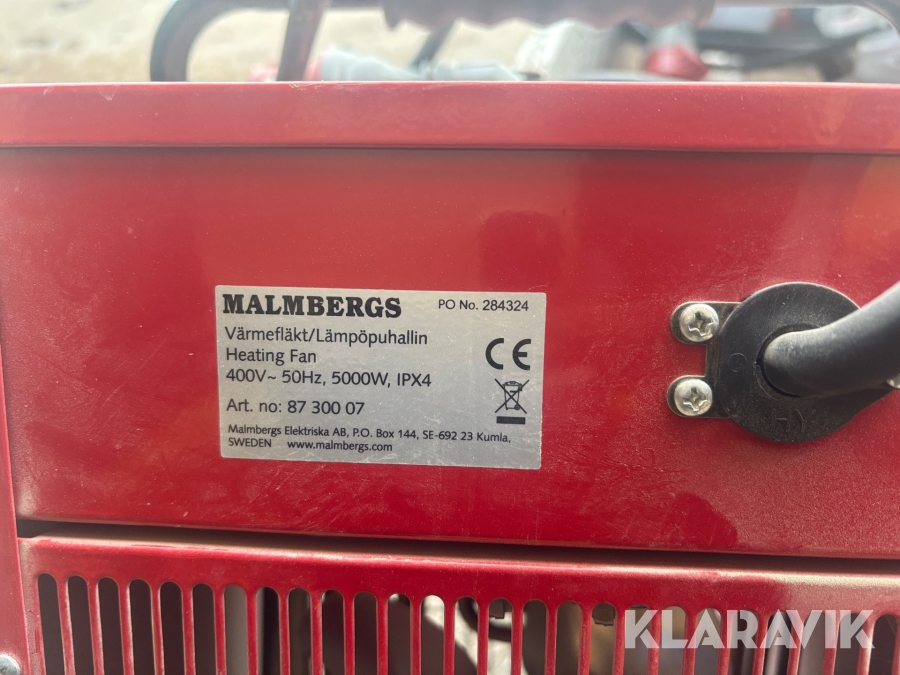 MALMBERGS PO No. 284324
Värmefläkt/Lämpöpuhallin
Heating Fan
400V~ 50Hz, 5000W, IPX4
CE
Art. no: 87 300 07
Malmbergs Elektriska AB, P.O. Box 144, SE-692 23 Kumla,
SWEDEN www.malmbergs.com
KLARAVIK